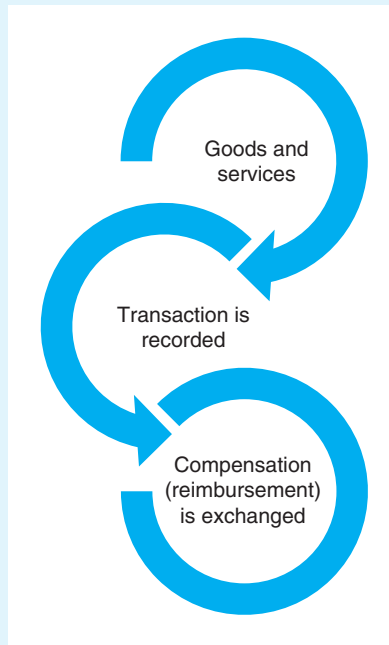 Goods and
services
Transaction is
recorded
Compensation
(reimbursement)
is exchanged